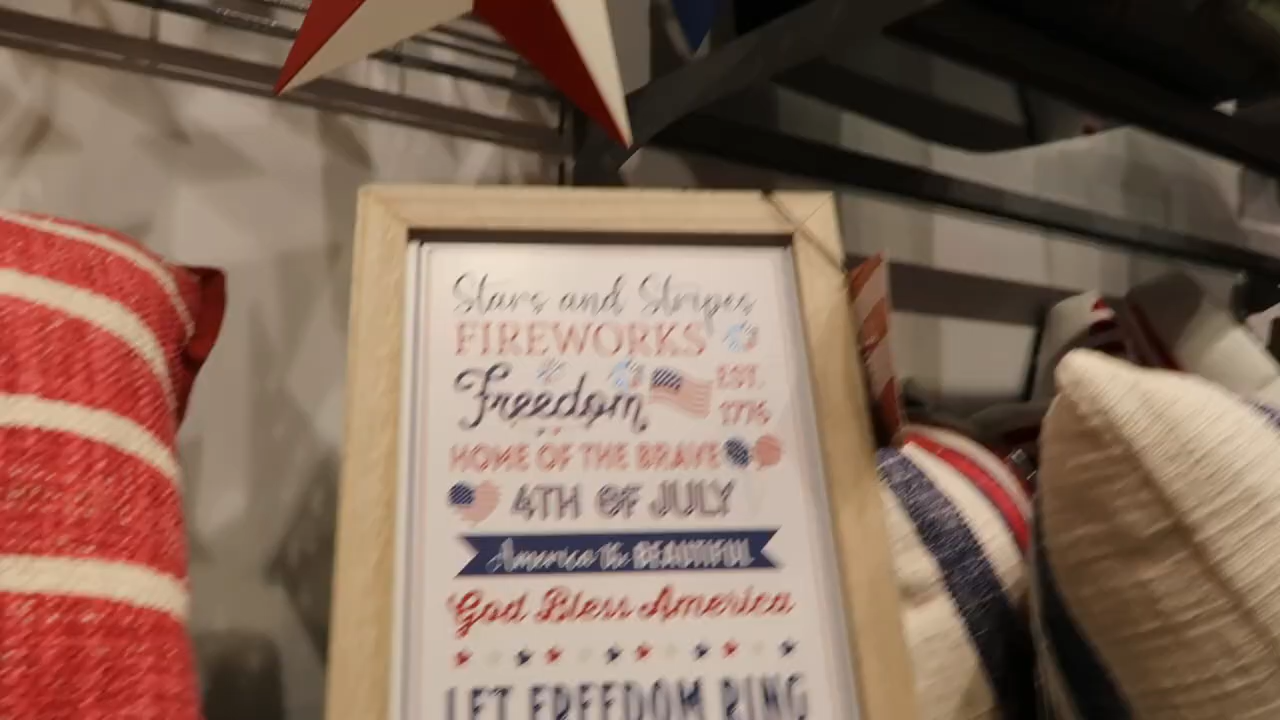 Stars and Stripes
FIREWORKS
Freedom EST. 1776
HOME OF THE BRAVE
4TH OF JULY
America the BEAUTIFUL
God Bless America
LET FREEDOM RING